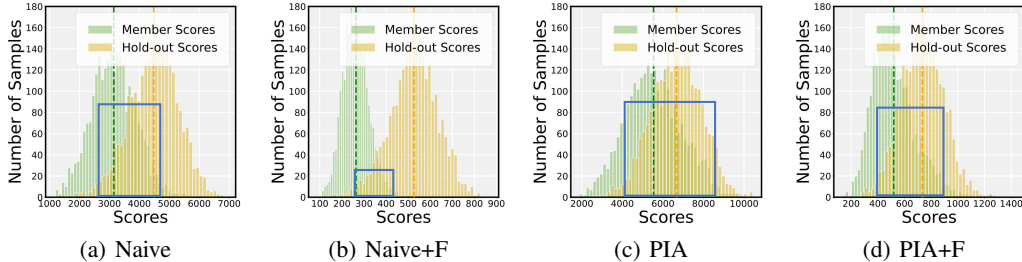 Number of Samples
180
160
140
120
100
80
60
40
20
0
Member Scores
Hold-out Scores
1000 2000 3000 4000 5000 6000 7000
Scores
(a) Naive
Number of Samples
180
160
140
120
100
80
60
40
20
0
Member Scores
Hold-out Scores
100 200 300 400 500 600 700 800 900
Scores
(b) Naive+F
Number of Samples
180
160
140
120
100
80
60
40
20
0
Member Scores
Hold-out Scores
2000 4000 6000 8000 10000
Scores
(c) PIA
Number of Samples
180
160
140
120
100
80
60
40
20
0
Member Scores
Hold-out Scores
200 400 600 800 1000 1200 1400
Scores
(d) PIA+F